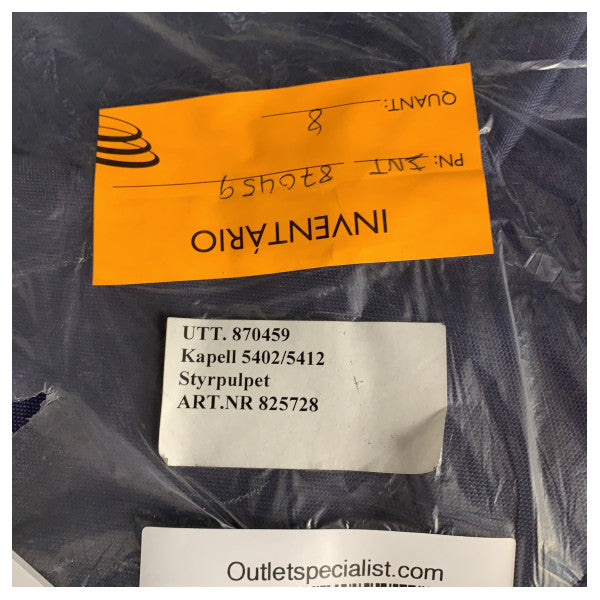 INVENTÁRIO
PN: INT 870459
QUANT: 8
UTT. 870459
Kapell 5402/5412
Styrpulpet
ART.NR 825728
Outletspecialist.com